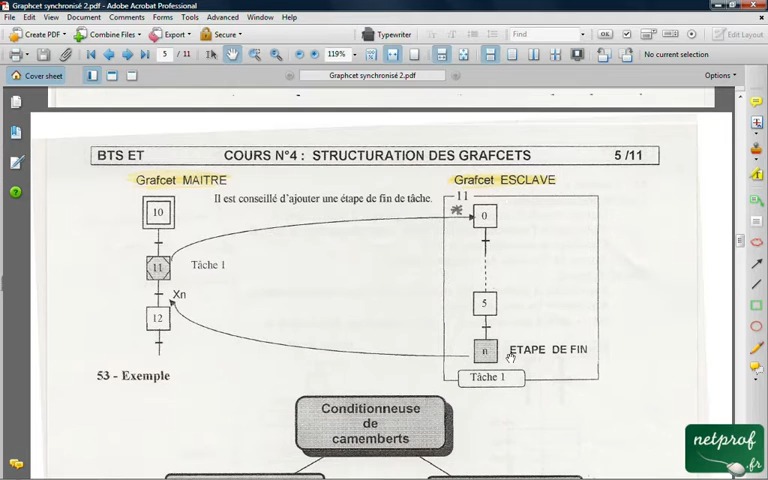 Graphcet synchronisé 2.pdf - Adobe Acrobat Professional
File Edit View Document Comments Forms Tools Advanced Window Help
Create PDF Combine Files Export Secure Typewriter Edit Layout
5 / 11 119% Find No current selection
Cover sheet Graphcet synchronisé 2.pdf Options
BTS ET COURS N°4 : STRUCTURATION DES GRAFCETS 5 /11
Grafcet MAITRE Grafcet ESCLAVE
Il est conseillé d'ajouter une étape de fin de tâche.
11
10
0
11
Tâche 1
Xn
12
5
n
ETAPE DE FIN
Tâche 1
53 - Exemple
Conditionneuse
de
camemberts
netprof
.fr